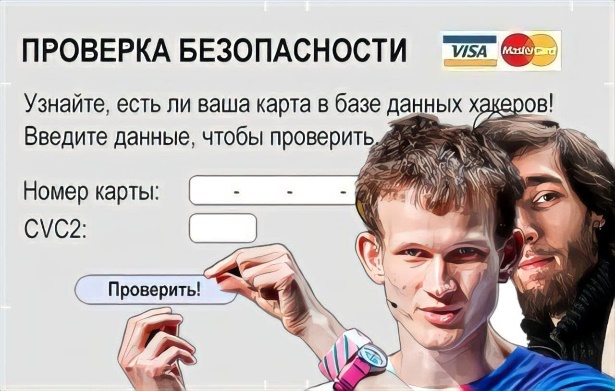 ПРОВЕРКА БЕЗОПАСНОСТИ
VISA MasterCard
Узнайте, есть ли ваша карта в базе данных хакеров!
Введите данные, чтобы проверить.
Номер карты:
- - -
CVC2:
Проверить!